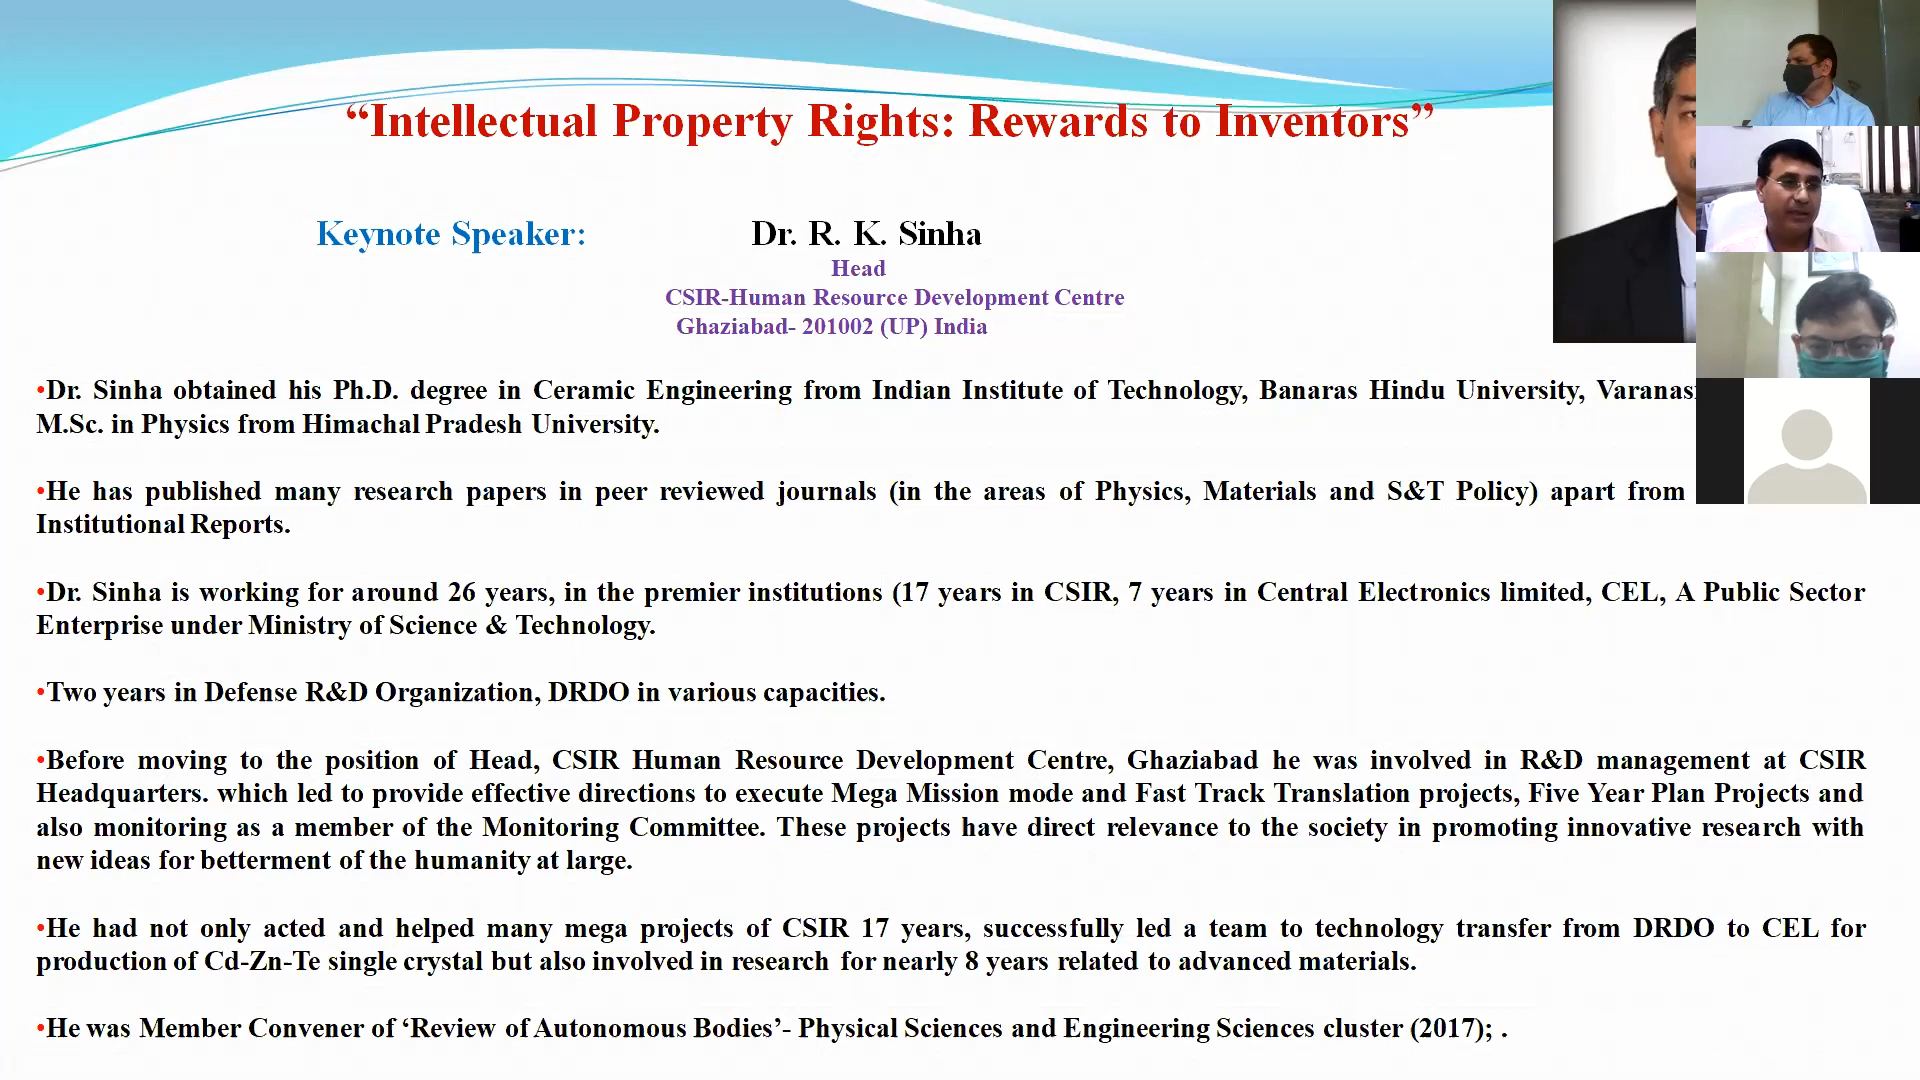 “Intellectual Property Rights: Rewards to Inventors”
Keynote Speaker: Dr. R. K. Sinha
Head
CSIR-Human Resource Development Centre
Ghaziabad- 201002 (UP) India
•Dr. Sinha obtained his Ph.D. degree in Ceramic Engineering from Indian Institute of Technology, Banaras Hindu University, Varanasi
M.Sc. in Physics from Himachal Pradesh University.
•He has published many research papers in peer reviewed journals (in the areas of Physics, Materials and S&T Policy) apart from
Institutional Reports.
•Dr. Sinha is working for around 26 years, in the premier institutions (17 years in CSIR, 7 years in Central Electronics limited, CEL, A Public Sector
Enterprise under Ministry of Science & Technology.
•Two years in Defense R&D Organization, DRDO in various capacities.
•Before moving to the position of Head, CSIR Human Resource Development Centre, Ghaziabad he was involved in R&D management at CSIR
Headquarters. which led to provide effective directions to execute Mega Mission mode and Fast Track Translation projects, Five Year Plan Projects and
also monitoring as a member of the Monitoring Committee. These projects have direct relevance to the society in promoting innovative research with
new ideas for betterment of the humanity at large.
•He had not only acted and helped many mega projects of CSIR 17 years, successfully led a team to technology transfer from DRDO to CEL for
production of Cd-Zn-Te single crystal but also involved in research for nearly 8 years related to advanced materials.
•He was Member Convener of ‘Review of Autonomous Bodies’- Physical Sciences and Engineering Sciences cluster (2017); .